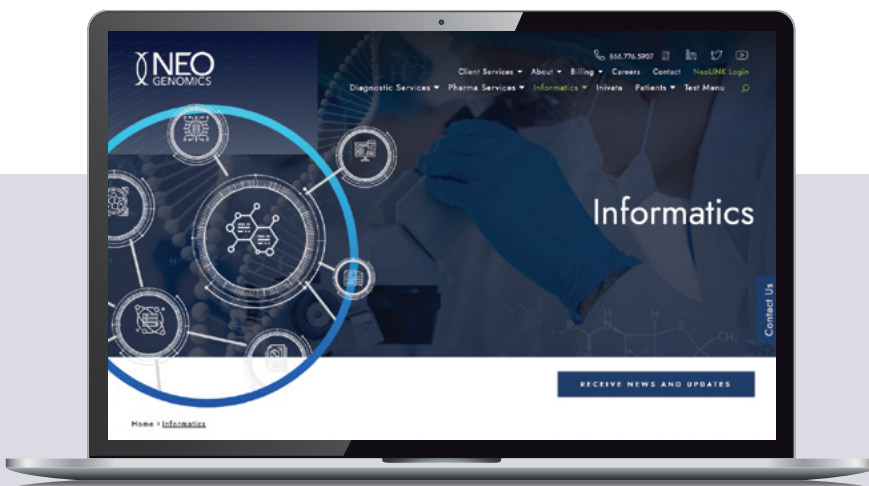 NEO
GENOMICS
866.776.5907
Client Services About Billing Careers Contact NeoLINK Login
Diagnostic Services Pharma Services Informatics Inivata Patients Test Menu
Informatics
Contact Us
RECEIVE NEWS AND UPDATES
Home > Informatics